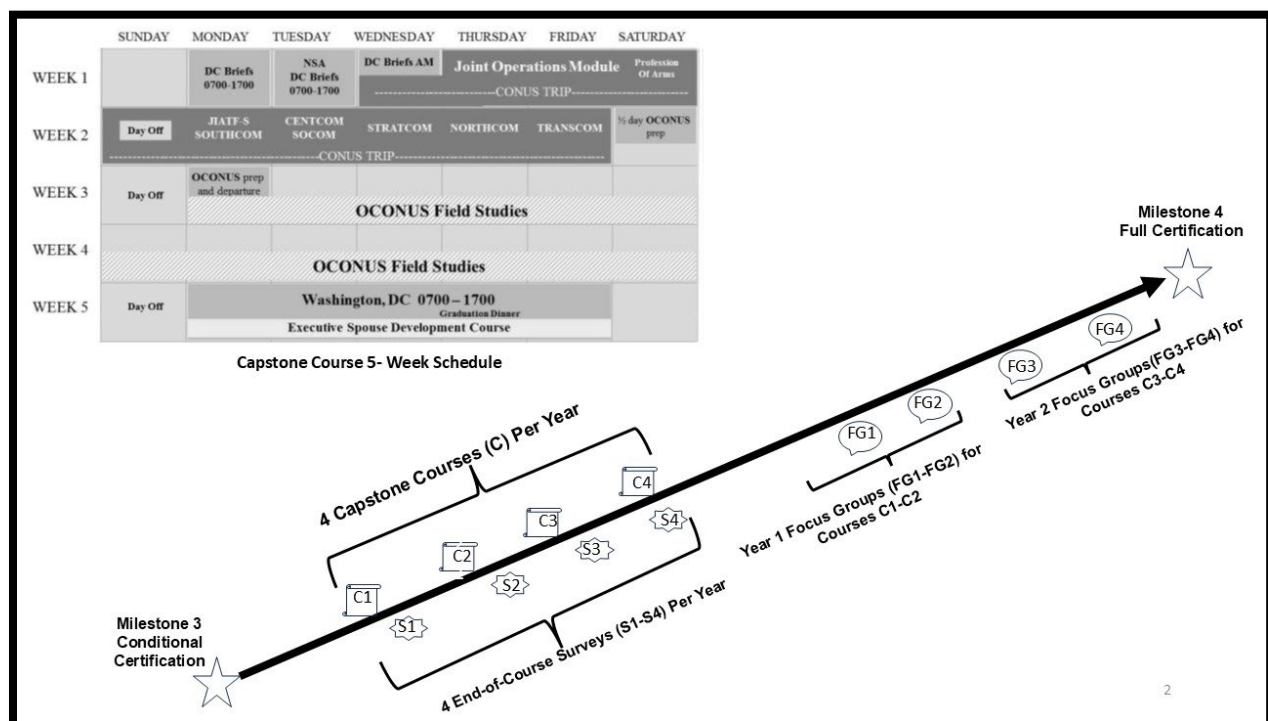 SUNDAY MONDAY TUESDAY WEDNESDAY THURSDAY FRIDAY SATURDAY
WEEK 1
DC Briefs
0700-1700
NSA
DC Briefs
0700-1700
DC Briefs AM
Joint Operations Module
Profession
Of Arms
CONUS TRIP
WEEK 2
Day Off
JIATF-S
SOUTHCOM
CENTCOM
SOCOM
STRATCOM
NORTHCOM
TRANSCOM
½ day OCONUS
prep
CONUS TRIP
WEEK 3
Day Off
OCONUS prep
and departure
OCONUS Field Studies
WEEK 4
OCONUS Field Studies
WEEK 5
Day Off
Washington, DC 0700 – 1700
Graduation Dinner
Executive Spouse Development Course
Capstone Course 5- Week Schedule
Milestone 4
Full Certification
FG4
FG3
Year 2 Focus Groups(FG3-FG4) for
Courses C3-C4
FG2
FG1
Year 1 Focus Groups (FG1-FG2) for
Courses C1-C2
4 Capstone Courses (C) Per Year
C4
C3
C2
C1
S4
S3
S2
S1
4 End-of-Course Surveys (S1-S4) Per Year
Milestone 3
Conditional
Certification
2